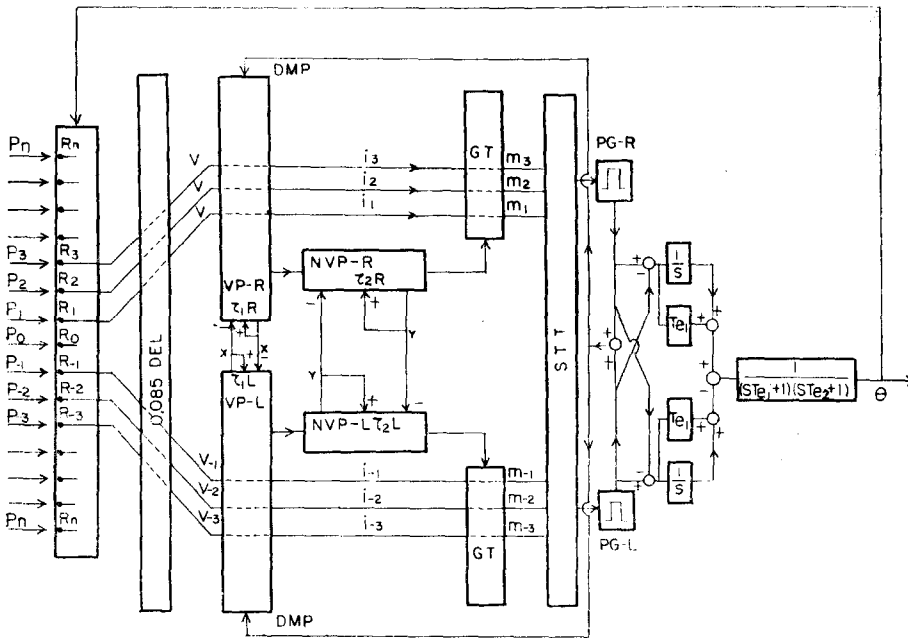 DMP
Pn
Rn
P3
R3
P2
R2
P1
R1
P0
R0
P-1
R-1
P-2
R-2
P-3
R-3
Pn
Rn
0,085 DEL
V
V
V
V-1
V-2
V-3
VP-R
τ1R
- + + -
X X
τ1L
VP-L
i3
i2
i1
NVP-R
τ2R
- + Y
Y + -
NVP-L τ2L
i-1
i-2
i-3
GT
m3
m2
m1
m-1
m-2
m-3
GT
STT
PG-R
PG-L
+
+
+
-
1/S
Te1
+
+
+
-
Te1
1/S
+
+
-
+
1
(STe1+1)(STe2+1)
θ
DMP